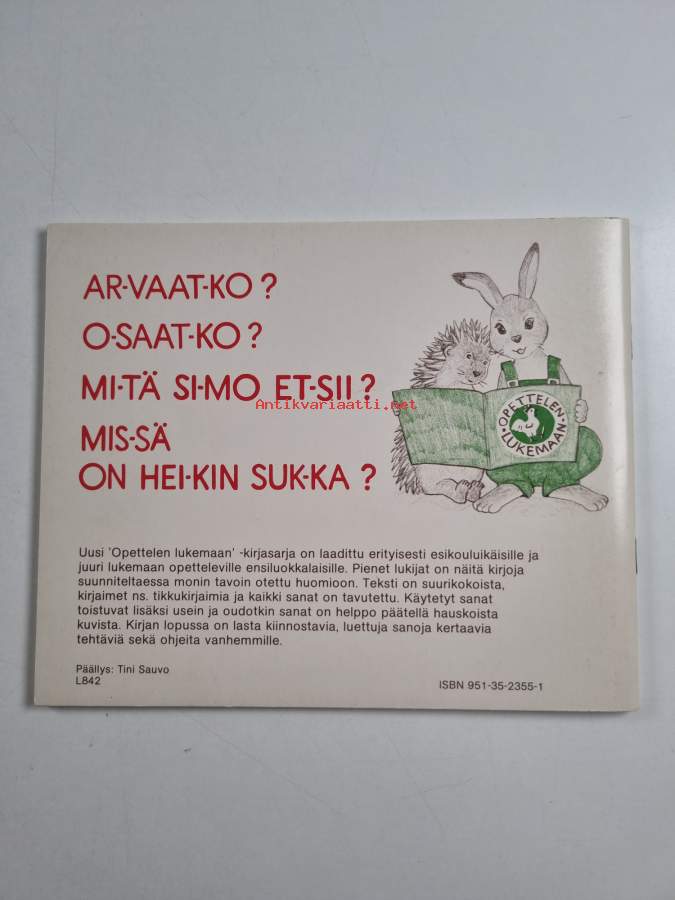 AR-VAAT-KO?
O-SAAT-KO?
MI-TÄ SI-MO ET-SII?
Antikvariaatti.net
MIS-SÄ
ON HEI-KIN SUK-KA?
OPETTELEN
LUKEMAAN
Uusi 'Opettelen lukemaan' -kirjasarja on laadittu erityisesti esikouluikäisille ja
juuri lukemaan opetteleville ensiluokkalaisille. Pienet lukijat on näitä kirjoja
suunniteltaessa monin tavoin otettu huomioon. Teksti on suurikokoista,
kirjaimet ns. tikkukirjaimia ja kaikki sanat on tavutettu. Käytetyt sanat
toistuvat lisäksi usein ja oudotkin sanat on helppo päätellä hauskoista
kuvista. Kirjan lopussa on lasta kiinnostavia, luettuja sanoja kertaavia
tehtäviä sekä ohjeita vanhemmille.
Päällys: Tini Sauvo
L842
ISBN 951-35-2355-1